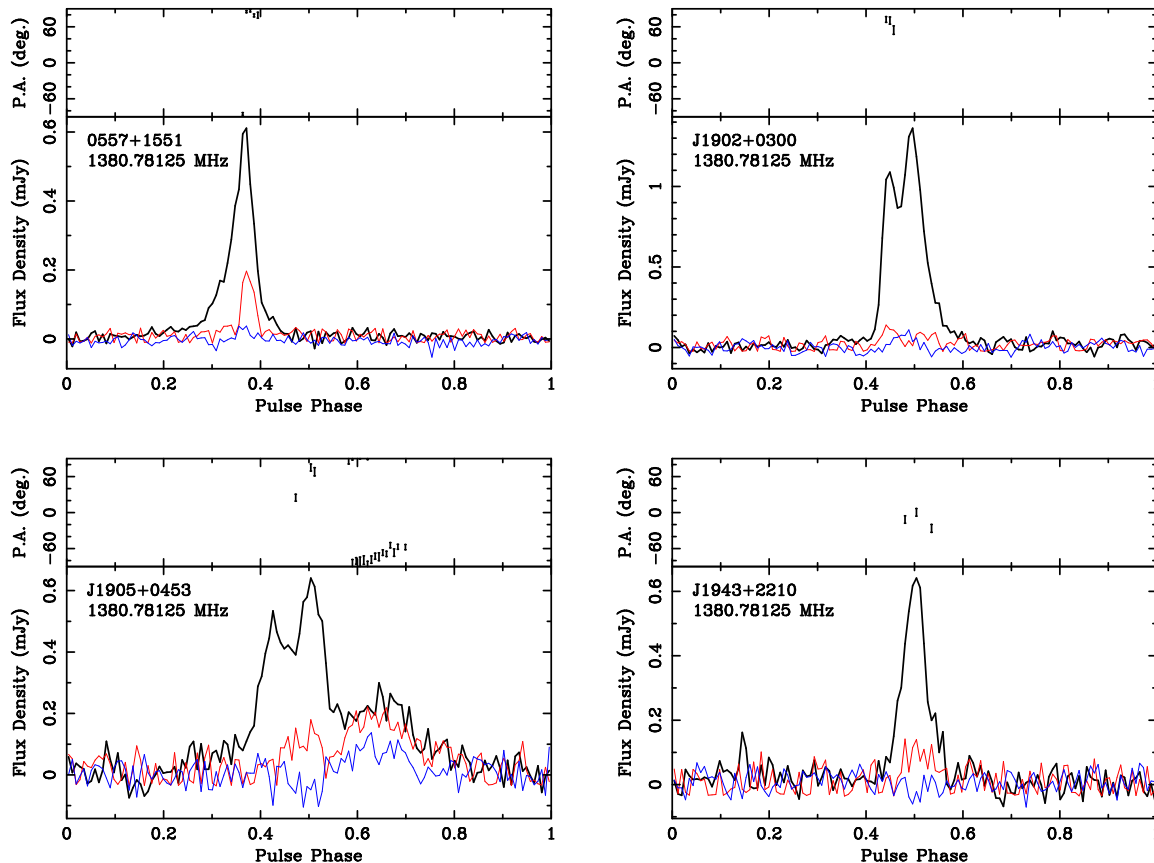 P.A. (deg.)
60
0
−60
0557+1551
1380.78125 MHz
Flux Density (mJy)
0.6
0.4
0.2
0
0 0.2 0.4 0.6 0.8 1
Pulse Phase
P.A. (deg.)
60
0
−60
J1902+0300
1380.78125 MHz
Flux Density (mJy)
1
0.5
0
0 0.2 0.4 0.6 0.8
Pulse Phase
P.A. (deg.)
60
0
−60
J1905+0453
1380.78125 MHz
Flux Density (mJy)
0.6
0.4
0.2
0
0 0.2 0.4 0.6 0.8 1
Pulse Phase
P.A. (deg.)
60
0
−60
J1943+2210
1380.78125 MHz
Flux Density (mJy)
0.6
0.4
0.2
0
0 0.2 0.4 0.6 0.8
Pulse Phase